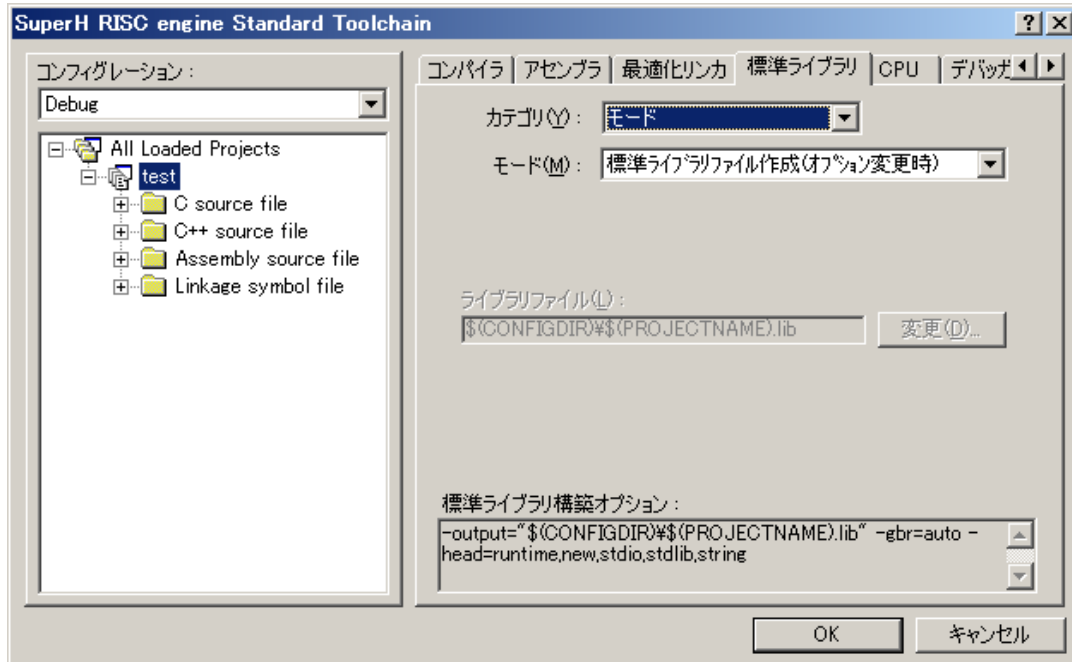 SuperH RISC engine Standard Toolchain
コンフィグレーション :
Debug
All Loaded Projects
test
C source file
C++ source file
Assembly source file
Linkage symbol file
コンパイラ アセンブラ 最適化リンカ 標準ライブラリ CPU デバッガ
カテゴリ(Y) : モード
モード(M) : 標準ライブラリファイル作成(オプション変更時)
ライブラリファイル(L) :
$(CONFIGDIR)¥$(PROJECTNAME).lib 変更(D)...
標準ライブラリ構築オプション :
-output="$(CONFIGDIR)¥$(PROJECTNAME).lib" -gbr=auto -
head=runtime,new,stdio,stdlib,string
OK キャンセル